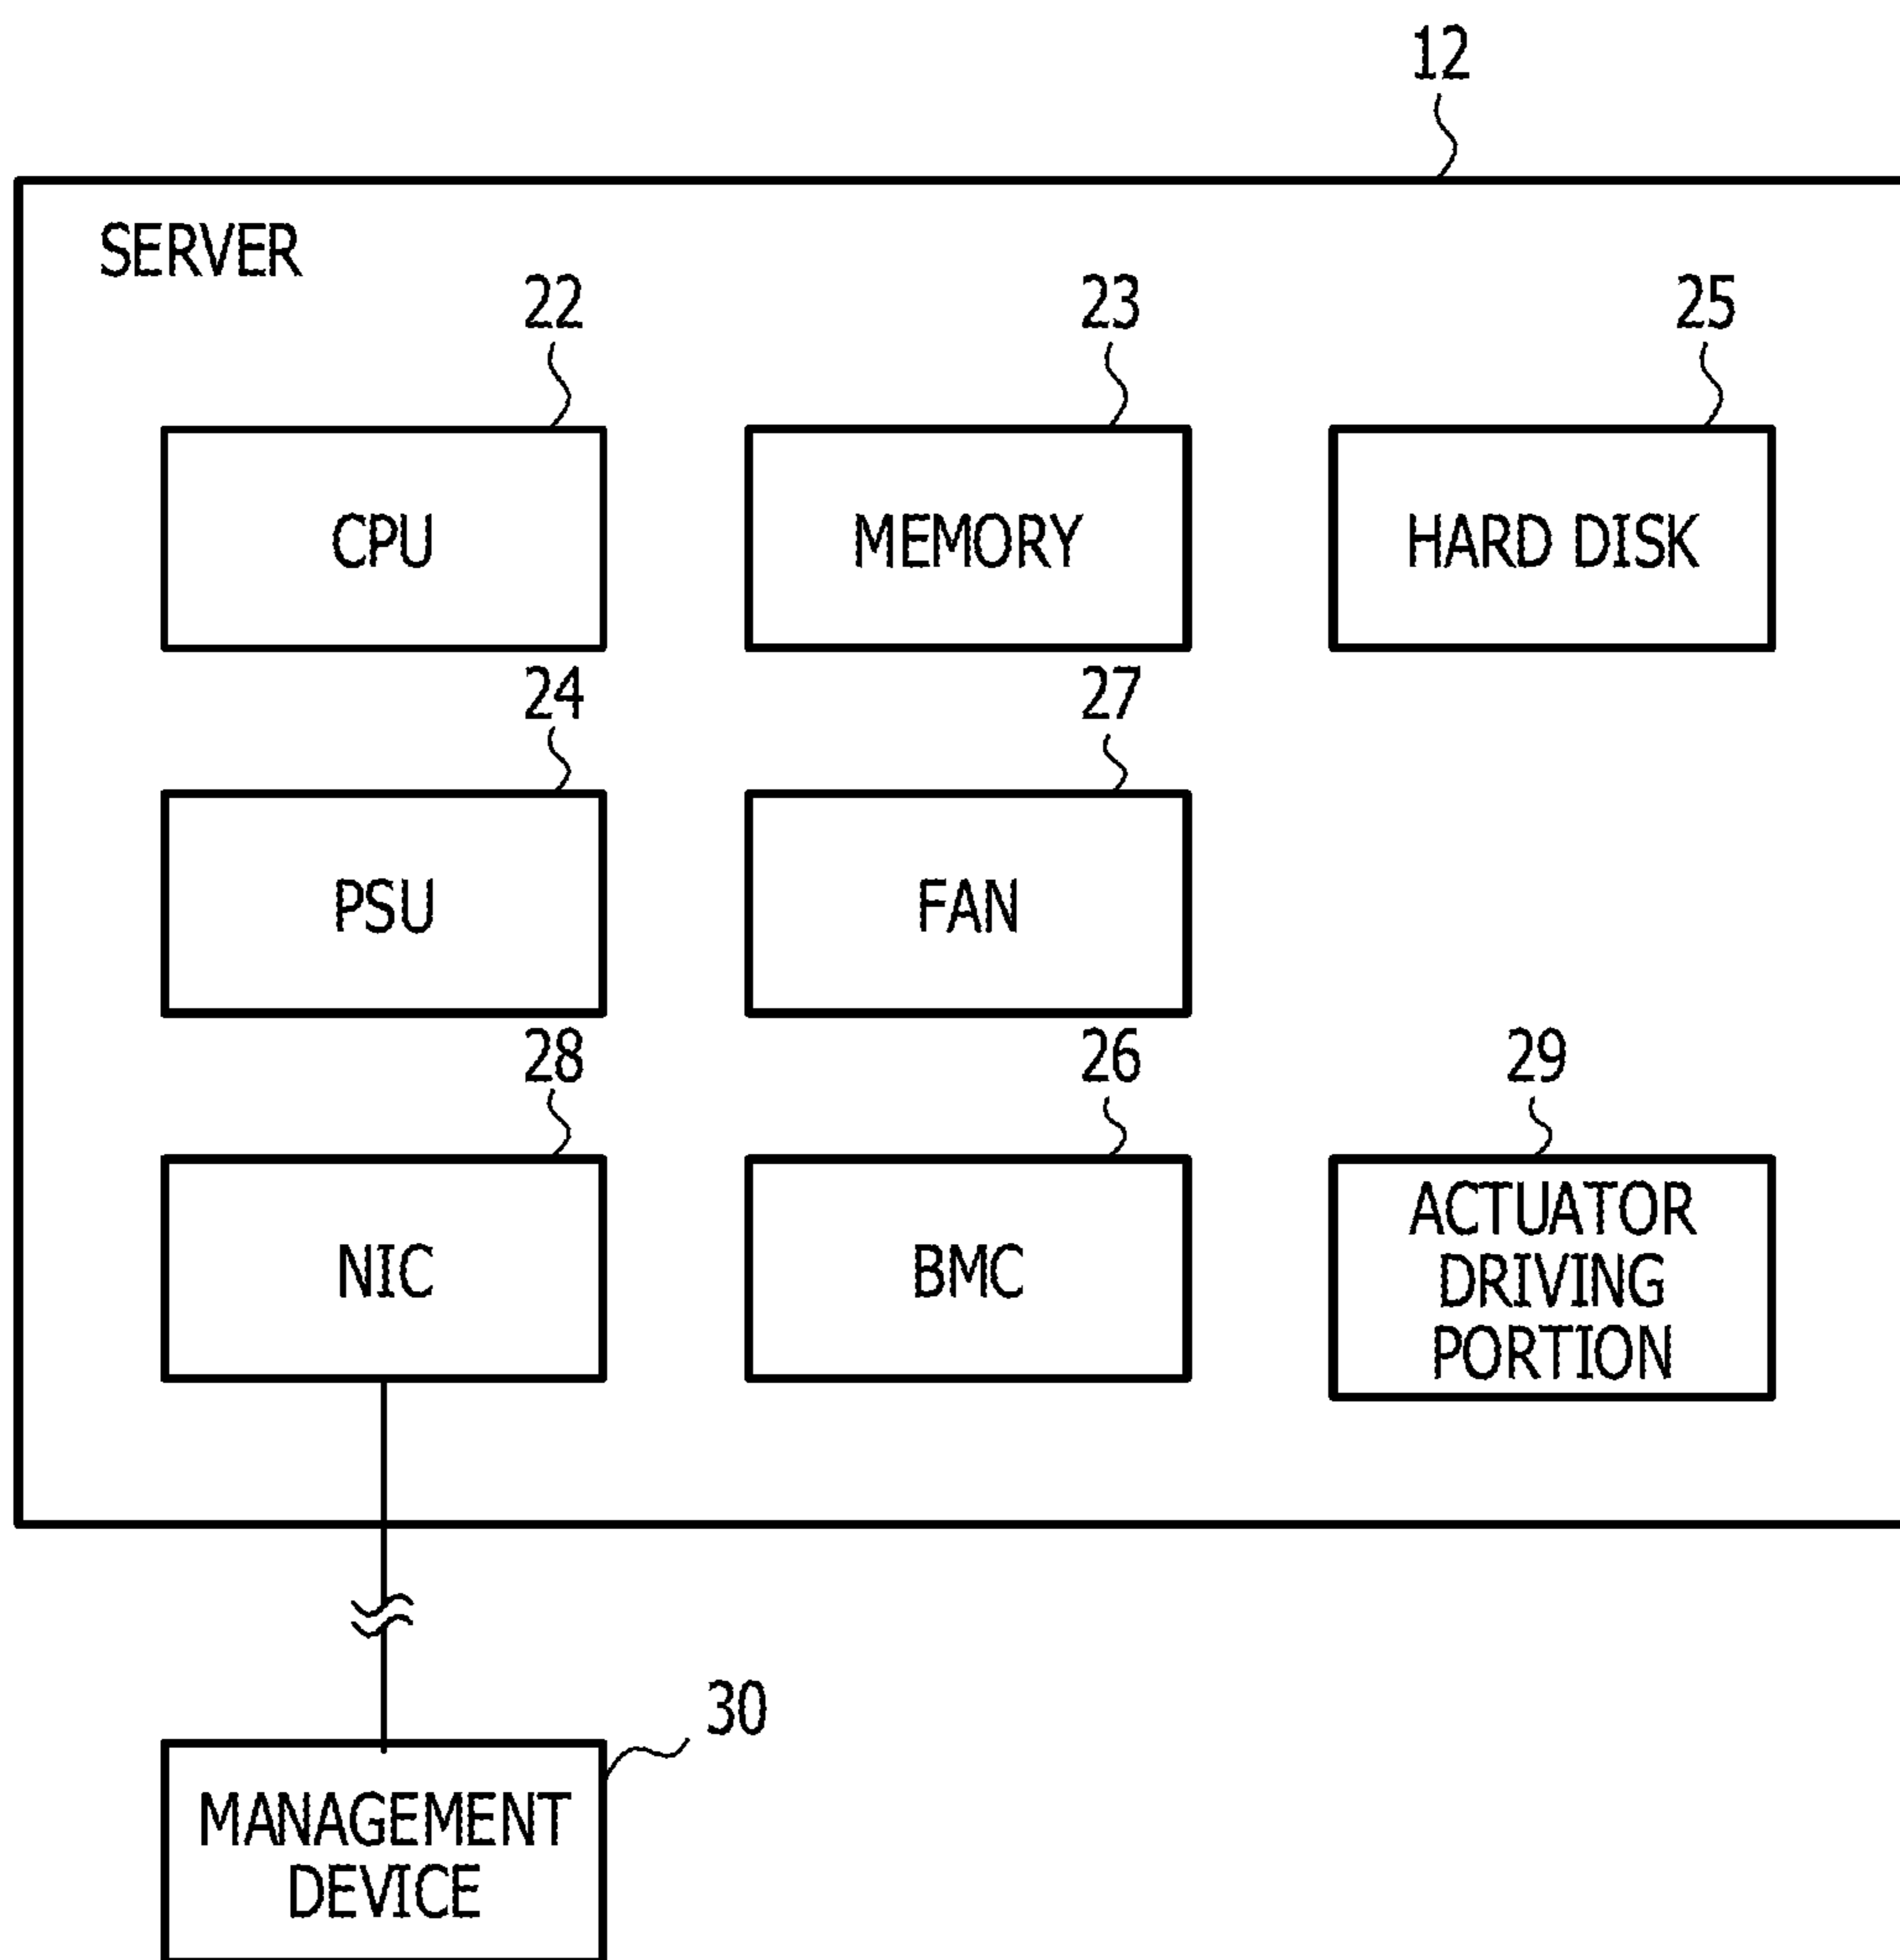 12
SERVER
22
23
25
CPU
MEMORY
HARD DISK
24
27
PSU
FAN
28
26
29
NIC
BMC
ACTUATOR
DRIVING
PORTION
30
MANAGEMENT
DEVICE